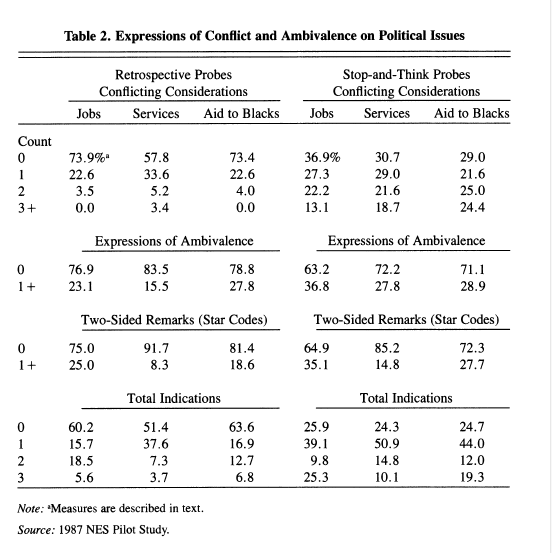 Table 2. Expressions of Conflict and Ambivalence on Political Issues
Retrospective Probes Stop-and-Think Probes
Conflicting Considerations Conflicting Considerations
Jobs Services Aid to Blacks Jobs Services Aid to Blacks
Count
0 73.9%ᵃ 57.8 73.4 36.9% 30.7 29.0
1 22.6 33.6 22.6 27.3 29.0 21.6
2 3.5 5.2 4.0 22.2 21.6 25.0
3+ 0.0 3.4 0.0 13.1 18.7 24.4
Expressions of Ambivalence Expressions of Ambivalence
0 76.9 83.5 78.8 63.2 72.2 71.1
1+ 23.1 15.5 27.8 36.8 27.8 28.9
Two-Sided Remarks (Star Codes) Two-Sided Remarks (Star Codes)
0 75.0 91.7 81.4 64.9 85.2 72.3
1+ 25.0 8.3 18.6 35.1 14.8 27.7
Total Indications Total Indications
0 60.2 51.4 63.6 25.9 24.3 24.7
1 15.7 37.6 16.9 39.1 50.9 44.0
2 18.5 7.3 12.7 9.8 14.8 12.0
3 5.6 3.7 6.8 25.3 10.1 19.3
Note: ᵃMeasures are described in text.
Source: 1987 NES Pilot Study.